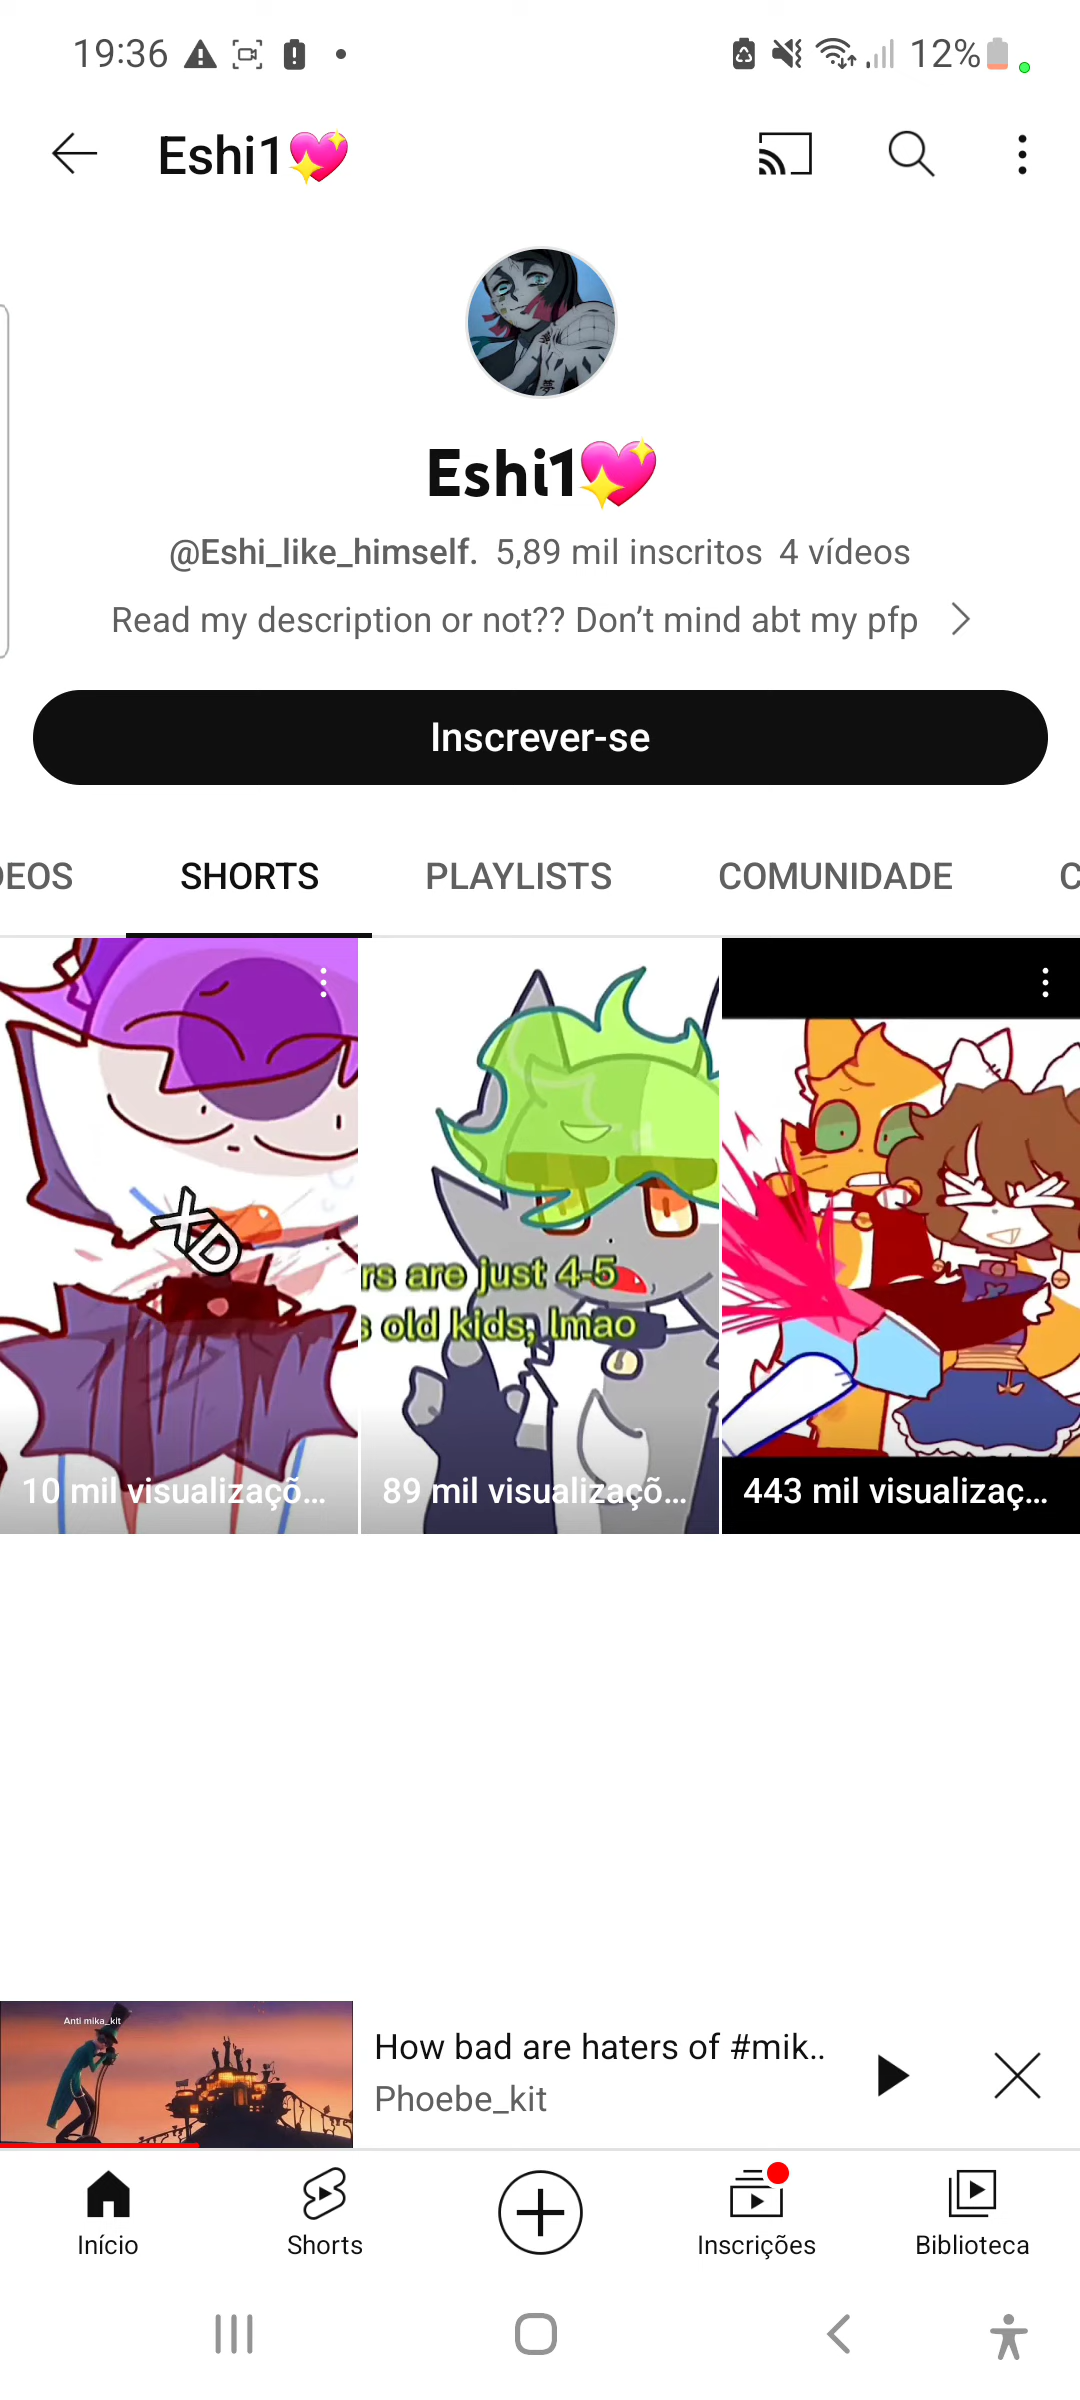 19:36
12%
Eshi1💖
Eshi1💖
@Eshi_like_himself. 5,89 mil inscritos 4 vídeos
Read my description or not?? Don’t mind abt my pfp
Inscrever-se
DEOS SHORTS PLAYLISTS COMUNIDADE C
XD
rs are just 4-5
s old kids, lmao
10 mil visualizaçõ...
89 mil visualizaçõ...
443 mil visualizaç...
Anti mika_kit
How bad are haters of #mik..
Phoebe_kit
Início
Shorts
Inscrições
Biblioteca